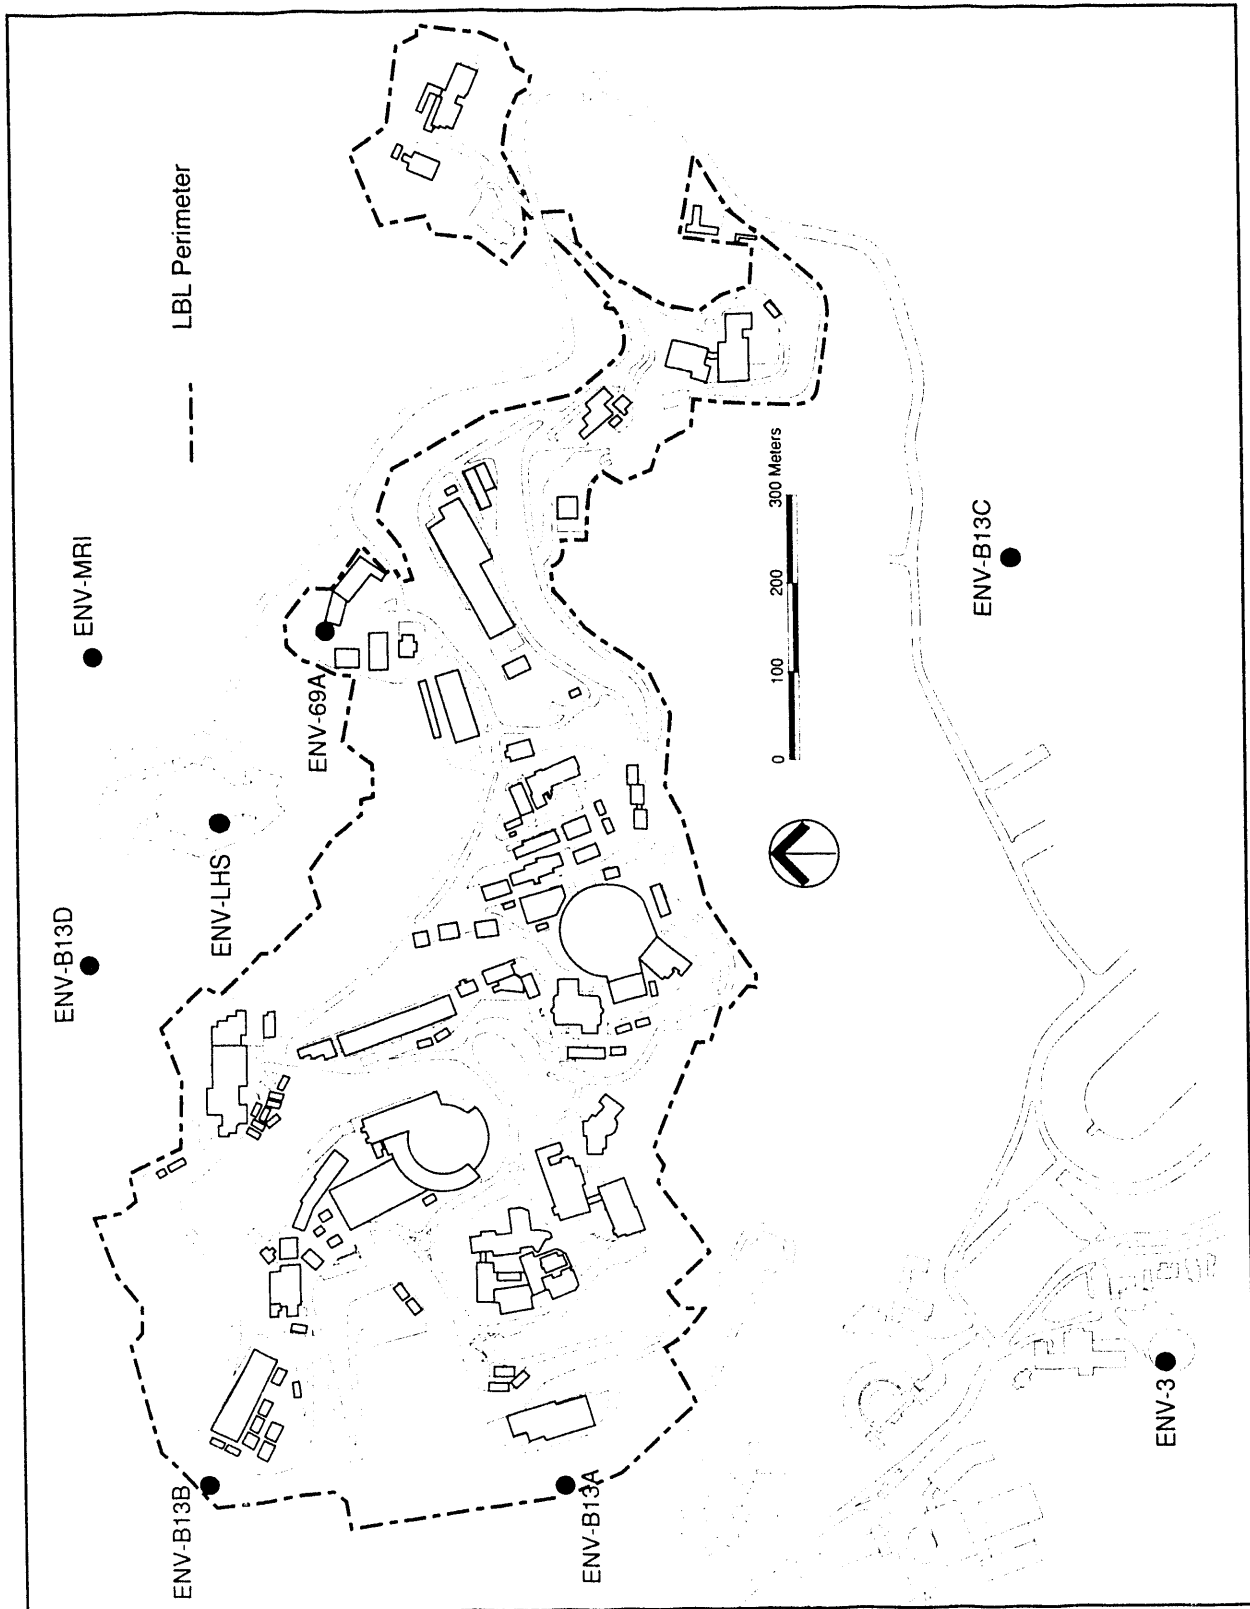 LBL Perimeter
ENV-MRI
ENV-69A
ENV-LHS
ENV-B13D
ENV-B13C
ENV-B13B
ENV-B13A
ENV-3
0 100 200 300 Meters